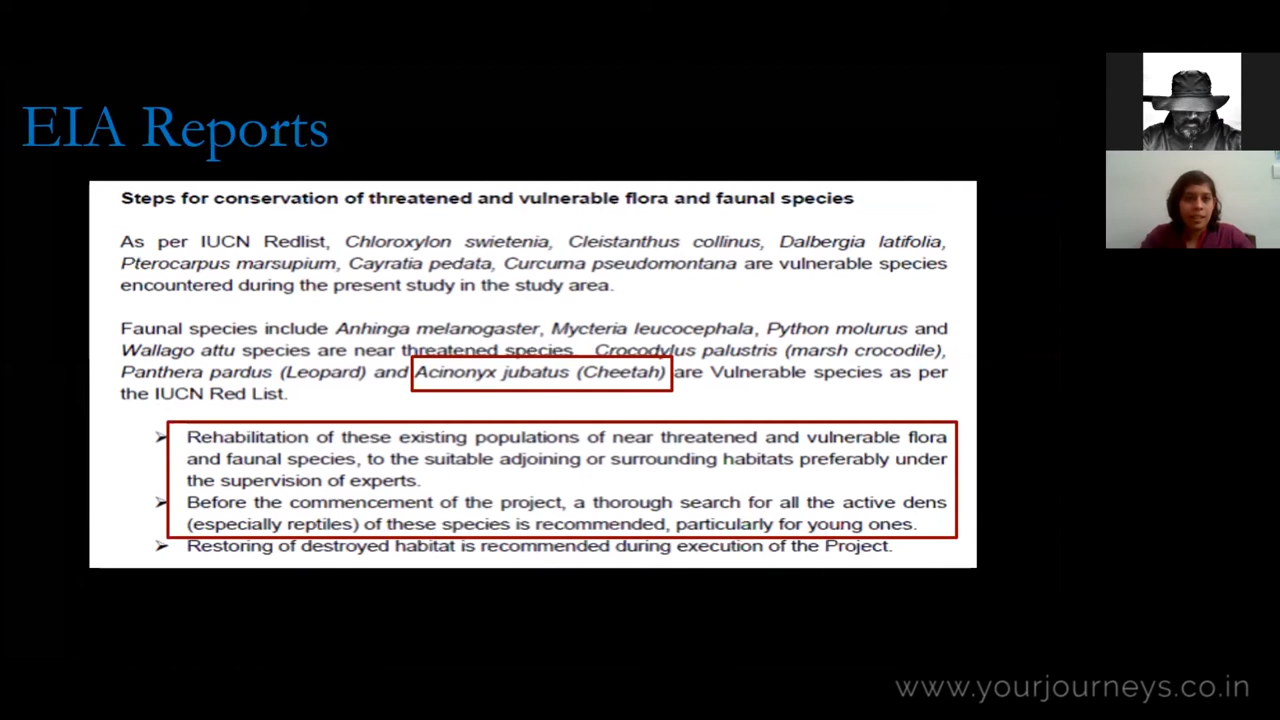 EIA Reports
Steps for conservation of threatened and vulnerable flora and faunal species
As per IUCN Redlist, Chloroxylon swietenia, Cleistanthus collinus, Dalbergia latifolia,
Pterocarpus marsupium, Cayratia pedata, Curcuma pseudomontana are vulnerable species
encountered during the present study in the study area.
Faunal species include Anhinga melanogaster, Mycteria leucocephala, Python molurus and
Wallago attu species are near threatened species. Crocodylus palustris (marsh crocodile),
Panthera pardus (Leopard) and Acinonyx jubatus (Cheetah) are Vulnerable species as per
the IUCN Red List.
➢ Rehabilitation of these existing populations of near threatened and vulnerable flora
and faunal species, to the suitable adjoining or surrounding habitats preferably under
the supervision of experts.
➢ Before the commencement of the project, a thorough search for all the active dens
(especially reptiles) of these species is recommended, particularly for young ones.
➢ Restoring of destroyed habitat is recommended during execution of the Project.
www.yourjourneys.co.in